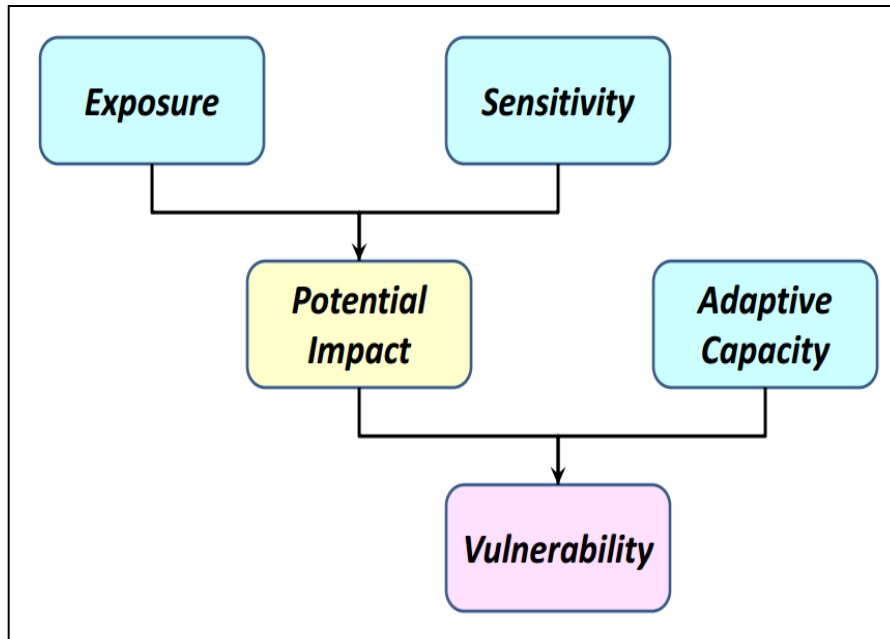 Exposure
Sensitivity
Potential
Impact
Adaptive
Capacity
Vulnerability